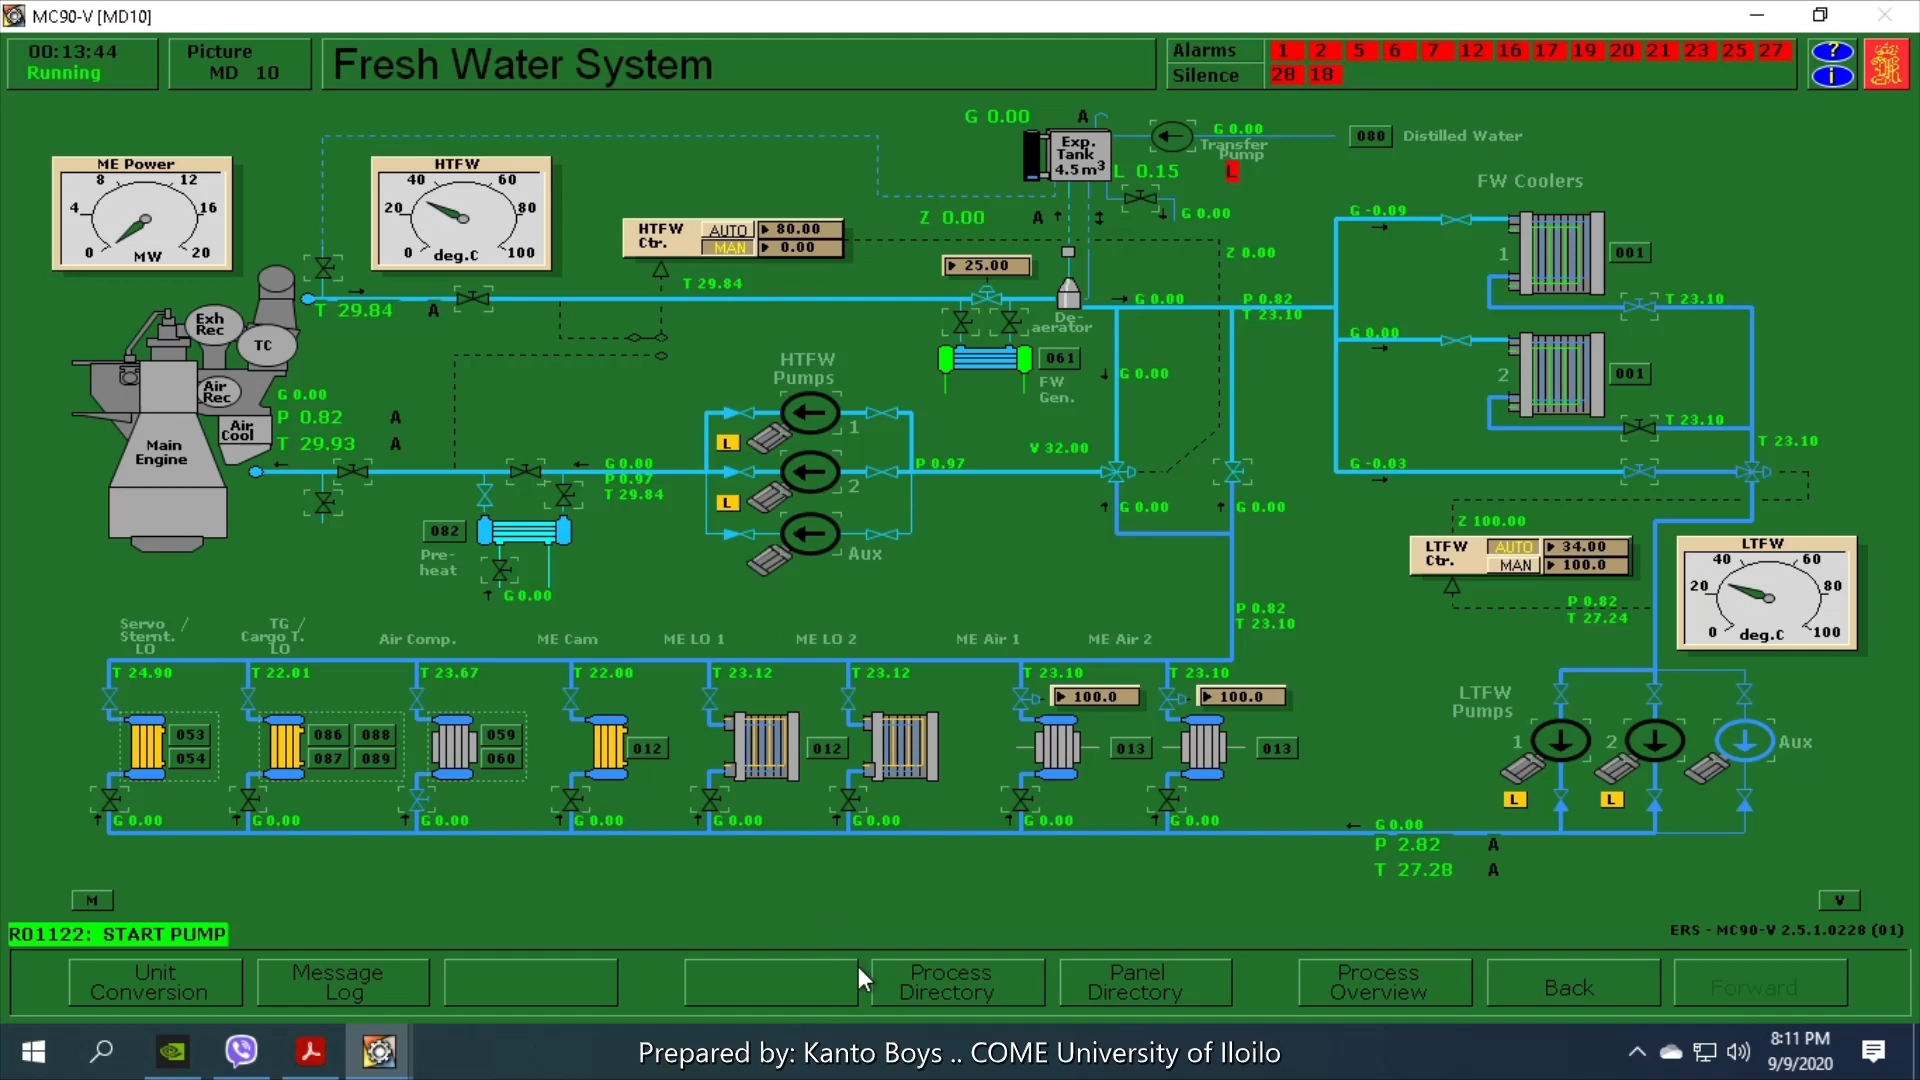 MC90-V [MD10]
00:13:44
Running
Picture
MD 10
Fresh Water System
Alarms 1 2 5 6 7 12 16 17 19 20 21 23 25 27
Silence 28 18
? 
i
G 0.00
A
Exp.
Tank
4.5m3
G 0.00
Transfer
Pump
L
080 Distilled Water
L 0.15
G 0.00
ME Power
0 4 8 12 16 20
MW
HTFW
0 20 40 60 80 100
deg.C
HTFW
Ctr.
AUTO 80.00
MAN 0.00
Z 0.00
A
T 29.84
25.00
De-
aerator
G 0.00
P 0.82
T 23.10
Z 0.00
FW Coolers
G -0.09
1
001
T 23.10
G 0.00
2
001
T 23.10
T 23.10
G -0.03
T 29.84
A
Exh
Rec
TC
Air
Rec
Air
Cool
Main
Engine
G 0.00
P 0.82 A
T 29.93 A
HTFW
Pumps
1
L
2
L
Aux
061
FW
Gen.
G 0.00
V 32.00
P 0.97
G 0.00
P 0.97
T 29.84
G 0.00
G 0.00
082
Pre-
heat
G 0.00
Z 100.00
LTFW
Ctr.
AUTO 34.00
MAN 100.0
P 0.82
T 27.24
LTFW
0 20 40 60 80 100
deg.C
P 0.82
T 23.10
Servo /
Sternt.
LO
TG /
Cargo T.
LO
Air Comp.
ME Cam
ME LO 1
ME LO 2
ME Air 1
ME Air 2
T 24.90
T 22.01
T 23.67
T 22.00
T 23.12
T 23.12
T 23.10
T 23.10
100.0
100.0
053
054
086 088
087 089
059
060
012
012
013
013
G 0.00
G 0.00
G 0.00
G 0.00
G 0.00
G 0.00
G 0.00
G 0.00
LTFW
Pumps
1
2
Aux
L
L
G 0.00
P 2.82 A
T 27.28 A
M
V
R01122: START PUMP
ERS - MC90-V 2.5.1.0228 (01)
Unit
Conversion
Message
Log
Process
Directory
Panel
Directory
Process
Overview
Back
Forward
Prepared by: Kanto Boys .. COME University of Iloilo
8:11 PM
9/9/2020